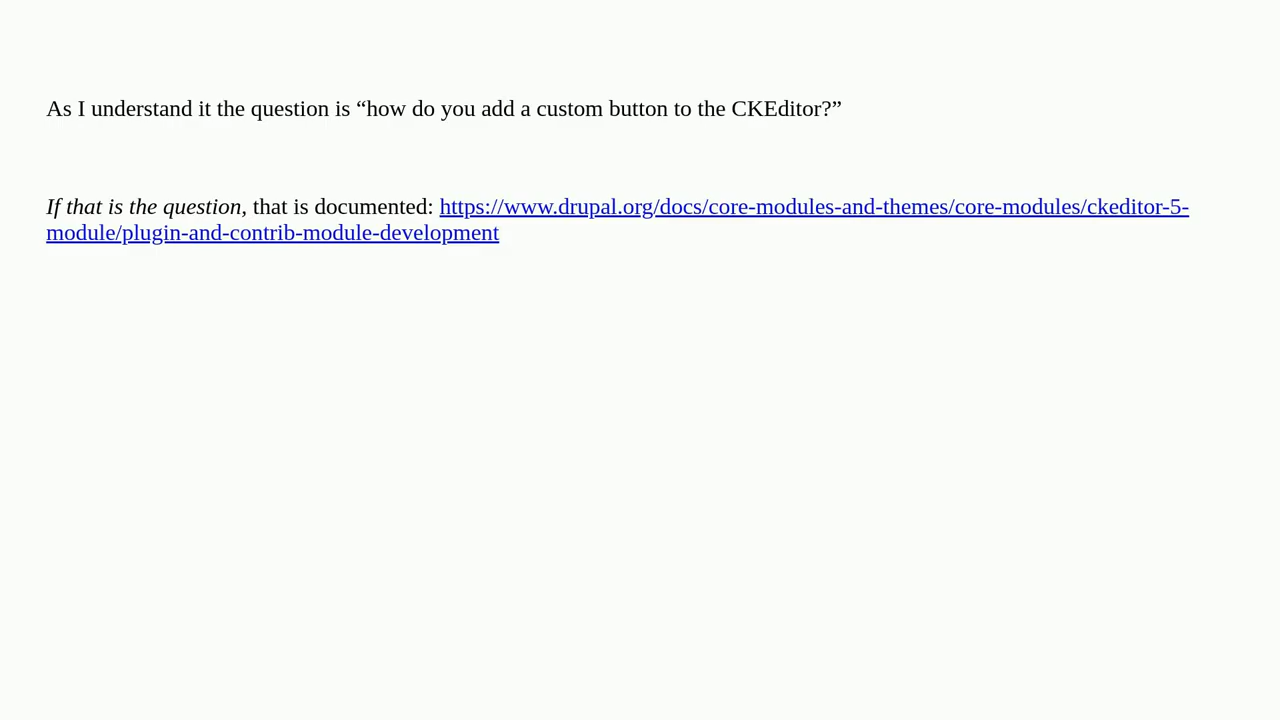 As I understand it the question is “how do you add a custom button to the CKEditor?”
If that is the question, that is documented: https://www.drupal.org/docs/core-modules-and-themes/core-modules/ckeditor-5-
module/plugin-and-contrib-module-development